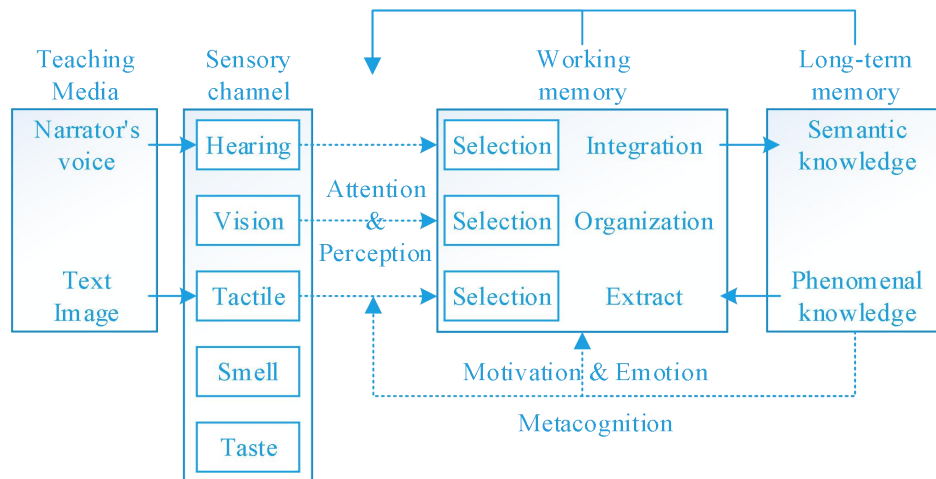 Teaching
Media
Sensory
channel
Working
memory
Long-term
memory
Narrator's
voice
Text
Image
Hearing
Vision
Tactile
Smell
Taste
Attention
&
Perception
Selection
Selection
Selection
Integration
Organization
Extract
Semantic
knowledge
Phenomenal
knowledge
Motivation & Emotion
Metacognition